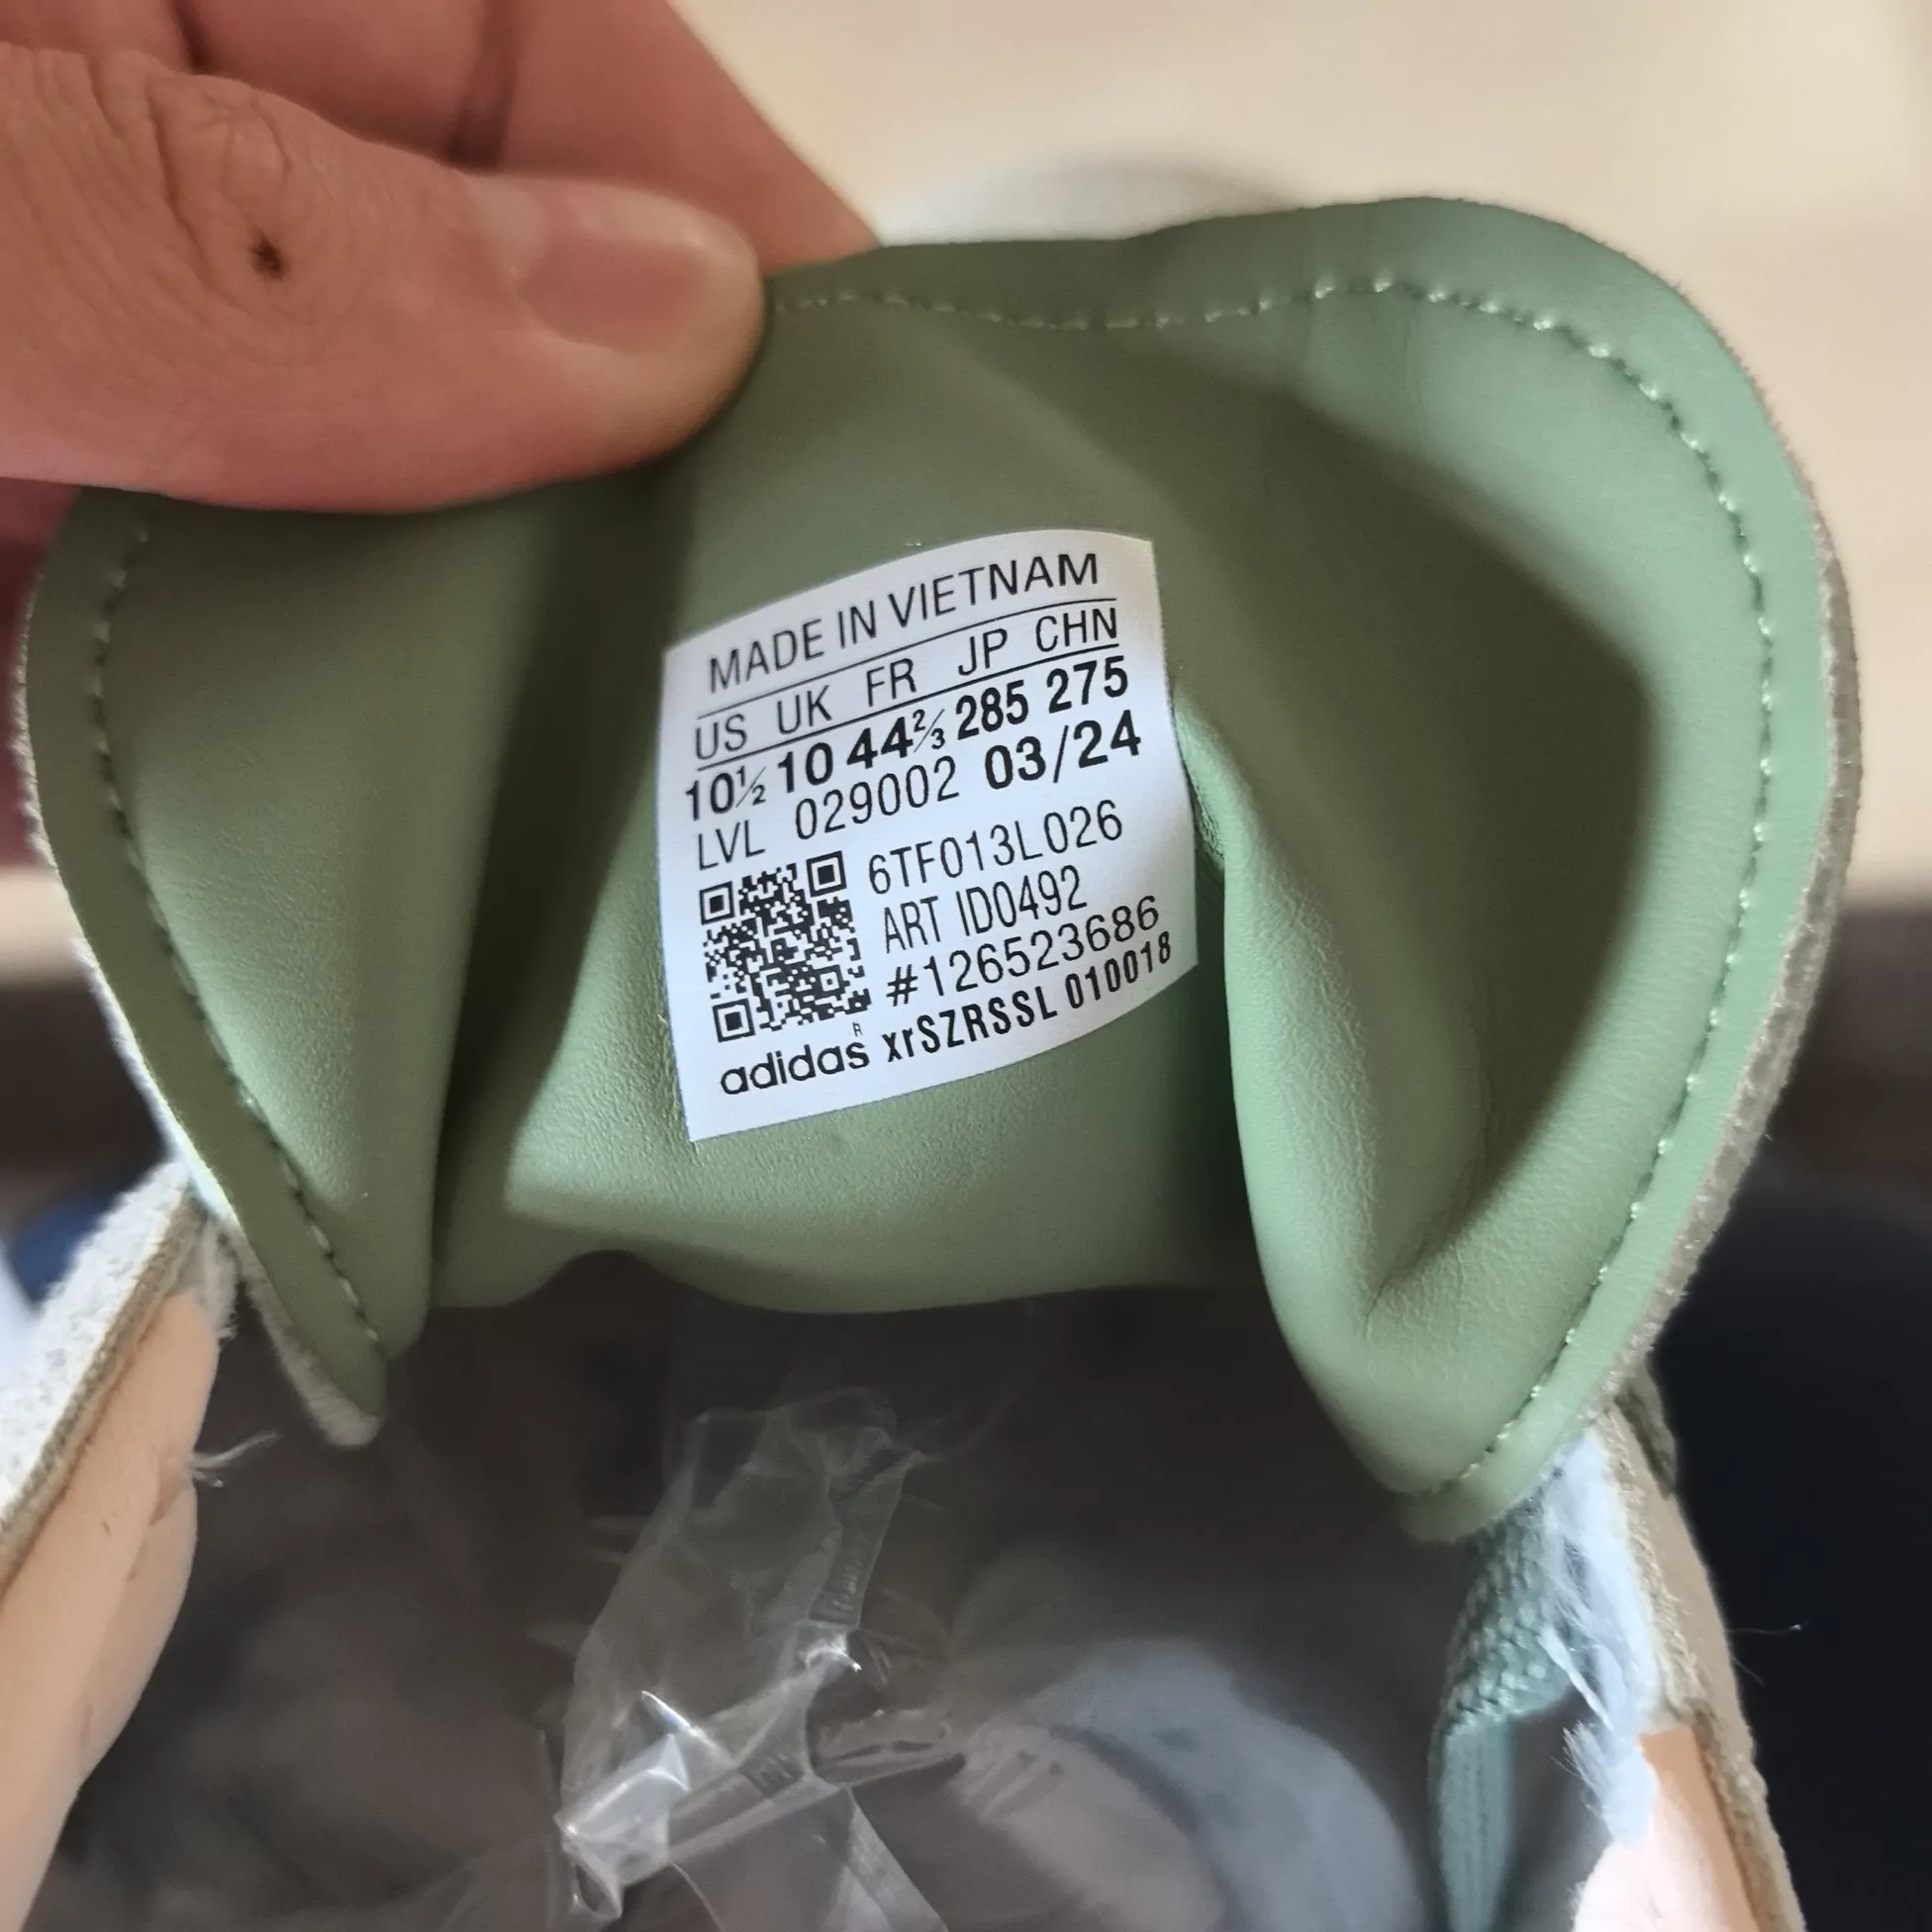 MADE IN VIETNAM
US UK FR JP CHN
10½ 10 44⅔ 285 275
LVL 029002 03/24
6TF013L026
ART ID0492
#126523686
adidas® xrSZRSSL 010018